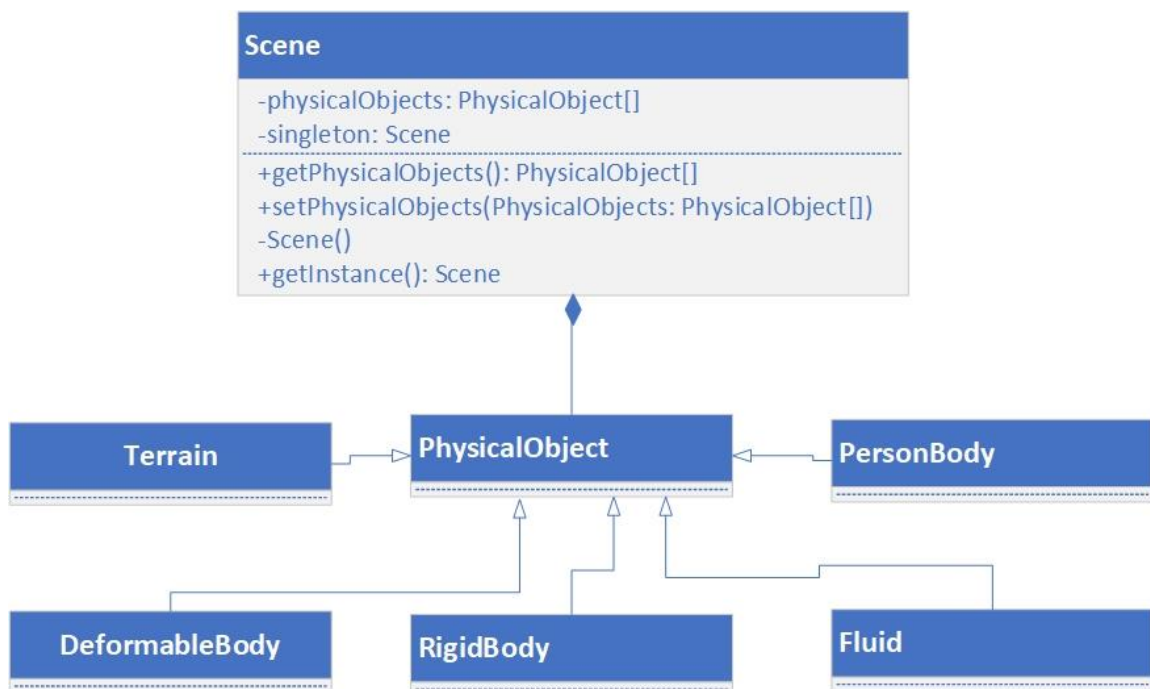 Scene
-physicalObjects: PhysicalObject[]
-singleton: Scene
+getPhysicalObjects(): PhysicalObject[]
+setPhysicalObjects(PhysicalObjects: PhysicalObject[])
-Scene()
+getInstance(): Scene
Terrain
PhysicalObject
PersonBody
DeformableBody
RigidBody
Fluid